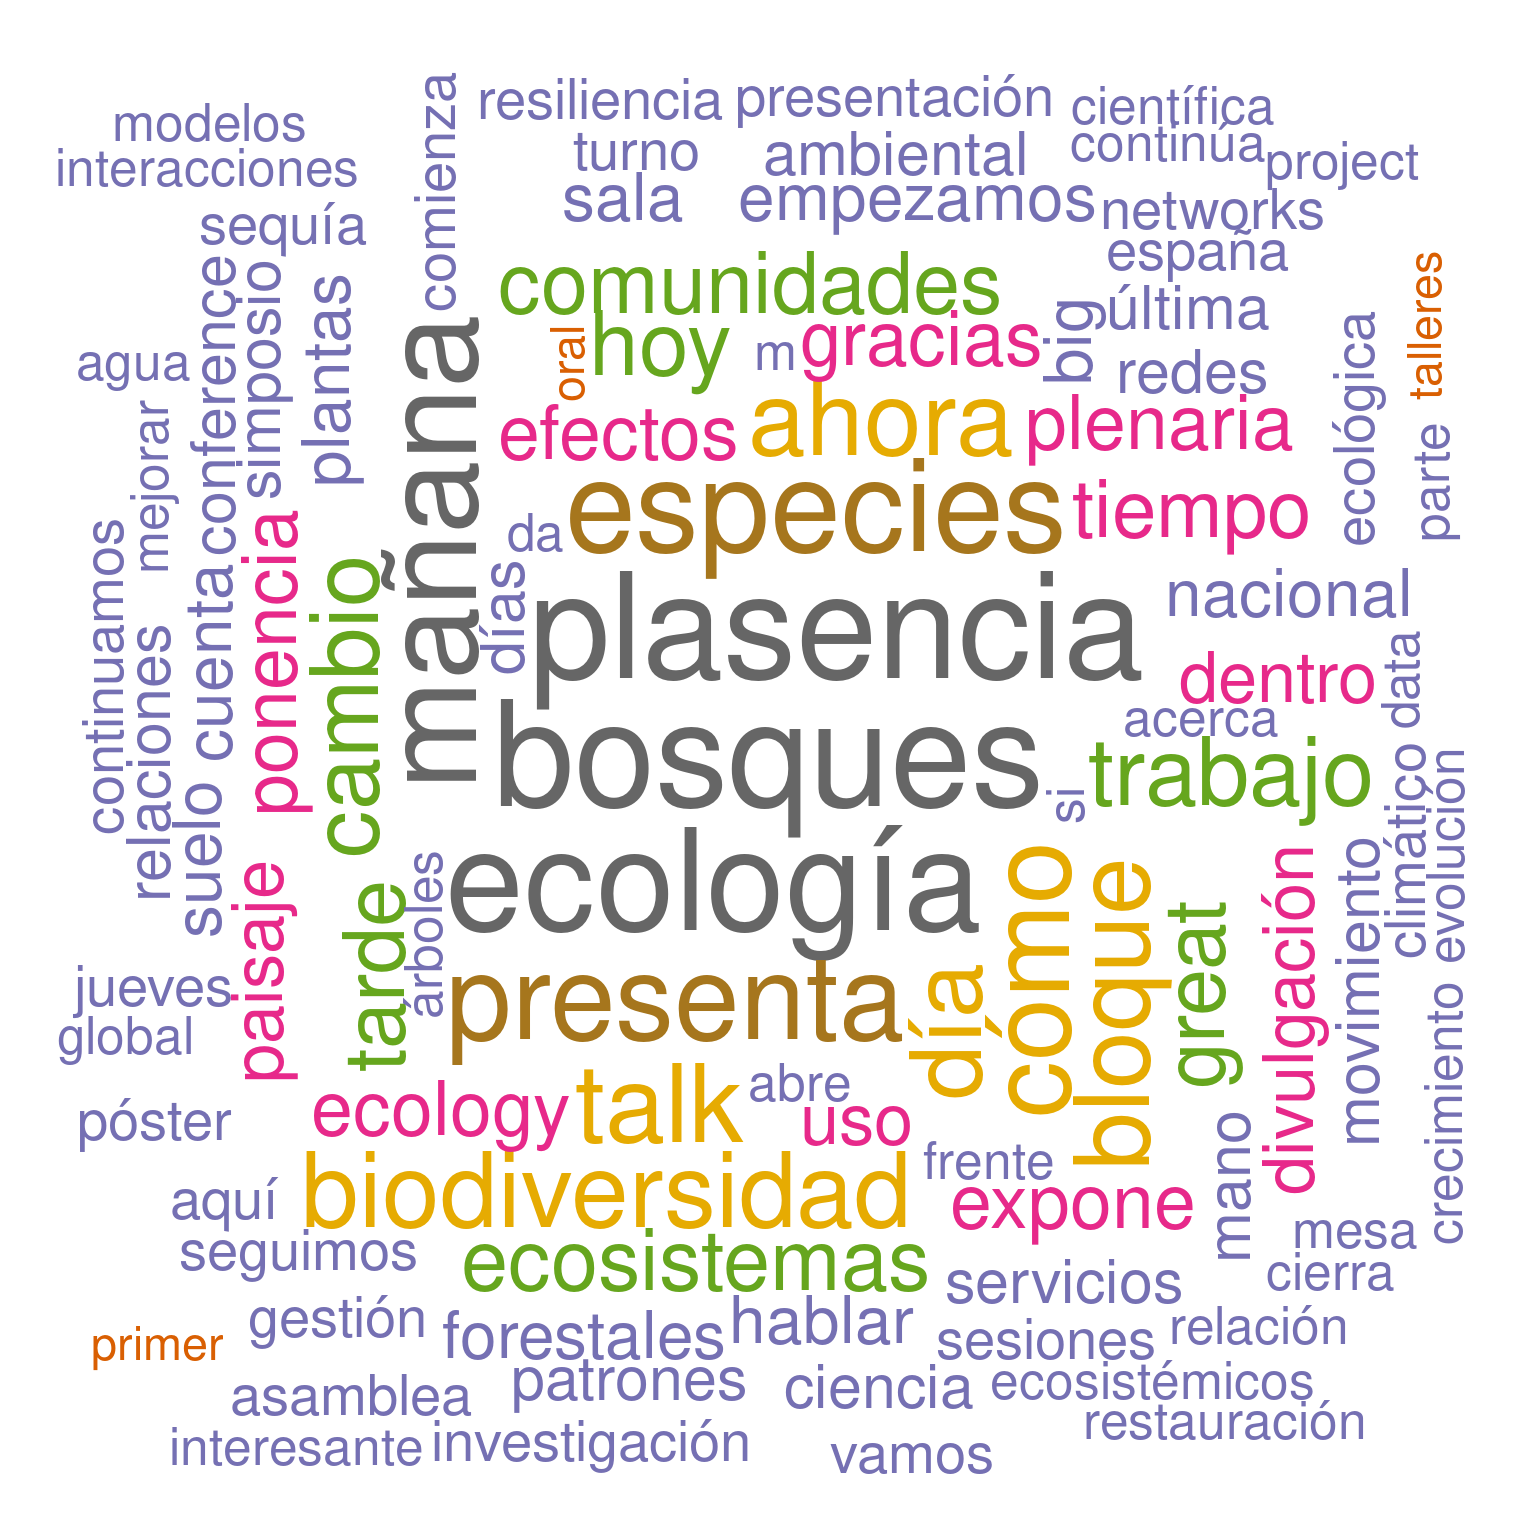 modelos
interacciones
comienza
resiliencia
presentación
científica
turno
ambiental
continúa
project
sala
empezamos
networks
sequía
españa
conference
simposio
plantas
comunidades
última
talleres
oral
hoy
m
gracias
big
redes
ecológica
agua
mañana
mejorar
efectos
ahora
plenaria
parte
especies
tiempo
da
continuamos
relaciones
cuenta
ponencia
cambio
días
plasencia
nacional
dentro
data
acerca
bosques
si
trabajo
suelo
climático
evolución
paisaje
tarde
árboles
ecología
cómo
bloque
great
divulgación
movimiento
jueves
global
presenta
día
crecimiento
póster
ecology
talk
abre
uso
mano
aquí
biodiversidad
frente
expone
seguimos
ecosistemas
mesa
servicios
cierra
primer
gestión
forestales
hablar
sesiones
relación
asamblea
patrones
ciencia
ecosistémicos
interesante
investigación
vamos
restauración